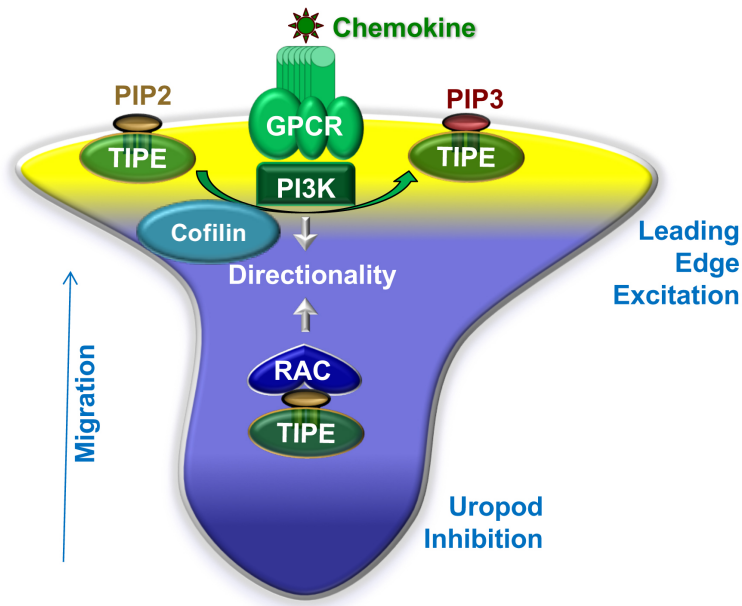 Chemokine
PIP2
PIP3
GPCR
TIPE
TIPE
PI3K
Cofilin
Leading
Edge
Excitation
Directionality
Migration
RAC
TIPE
Uropod
Inhibition